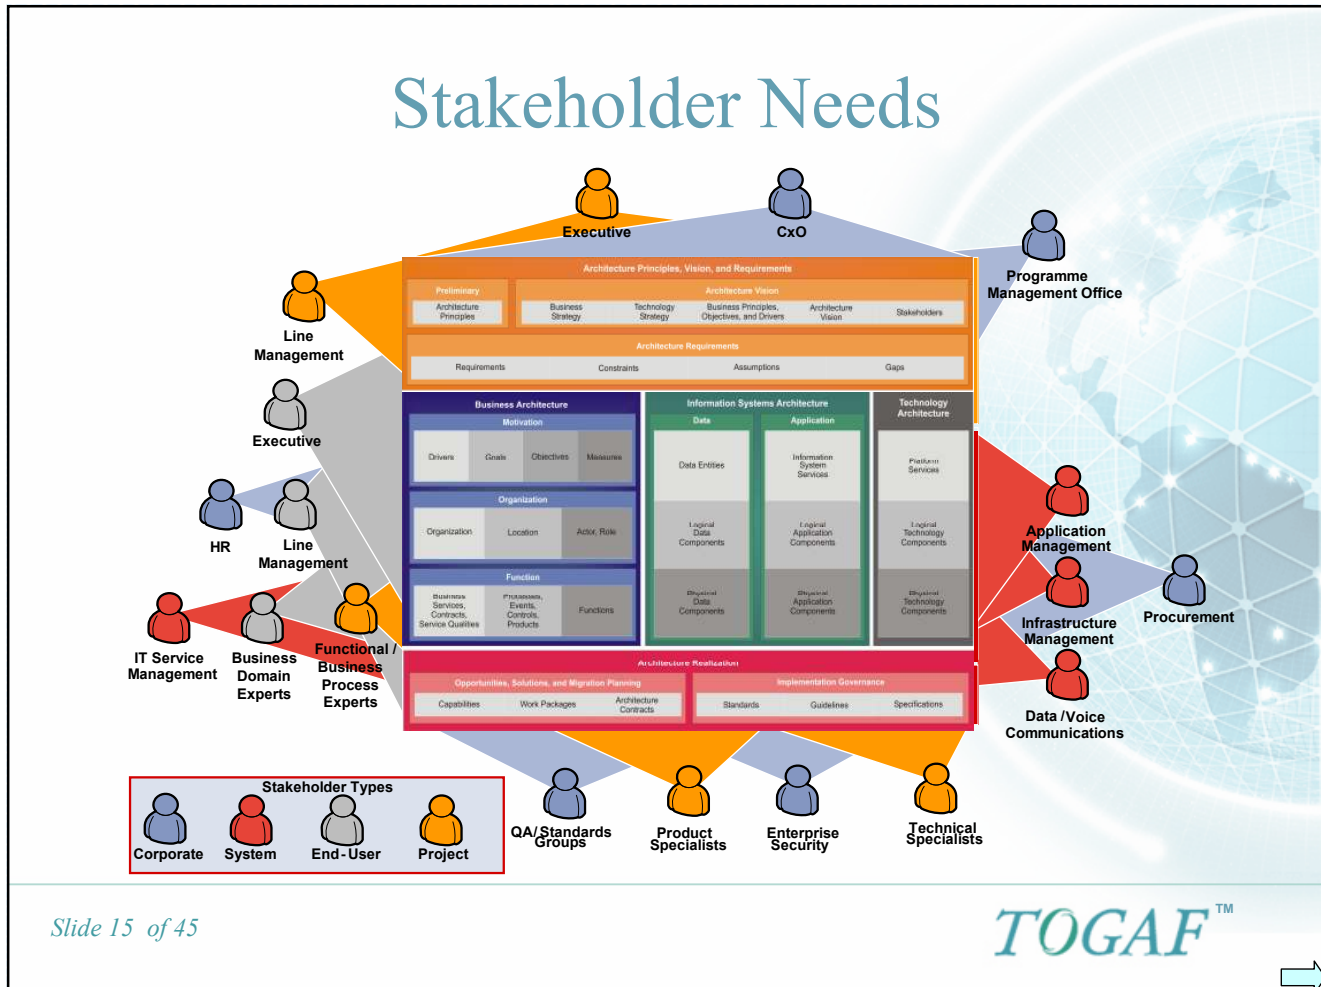 Stakeholder Needs
Executive
CxO
Programme
Management Office
Line
Management
Executive
HR
Line
Management
IT Service
Management
Business
Domain
Experts
Functional /
Business
Process
Experts
Architecture Principles, Vision, and Requirements
Preliminary
Architecture
Principles
Architecture Vision
Business
Strategy
Technology
Strategy
Business Principles,
Objectives, and Drivers
Architecture
Vision
Stakeholders
Architecture Requirements
Requirements
Constraints
Assumptions
Gaps
Business Architecture
Motivation
Drivers
Goals
Objectives
Measures
Organization
Organization
Location
Actor, Role
Function
Business
Services,
Contracts,
Service Qualities
Processes,
Events,
Controls,
Products
Functions
Information Systems Architecture
Data
Data Entities
Logical
Data
Components
Physical
Data
Components
Application
Information
System
Services
Logical
Application
Components
Physical
Application
Components
Technology
Architecture
Platform
Services
Logical
Technology
Components
Physical
Technology
Components
Architecture Realization
Opportunities, Solutions, and Migration Planning
Capabilities
Work Packages
Architecture
Contracts
Implementation Governance
Standards
Guidelines
Specifications
Application
Management
Infrastructure
Management
Procurement
Data /Voice
Communications
QA/Standards
Groups
Product
Specialists
Enterprise
Security
Technical
Specialists
Stakeholder Types
Corporate
System
End-User
Project
Slide 15 of 45
TOGAF™